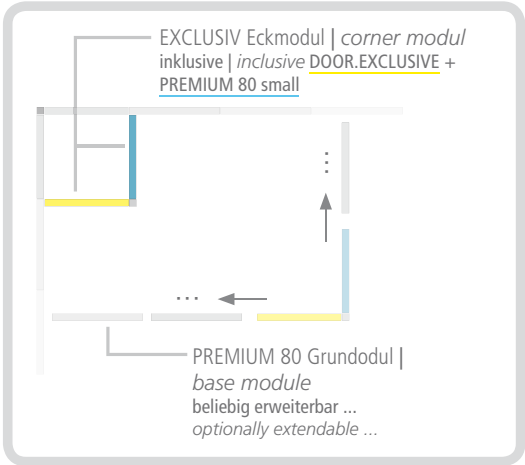 EXCLUSIV Eckmodul | corner modul
inklusive | inclusive DOOR.EXCLUSIVE +
PREMIUM 80 small
...
...
PREMIUM 80 Grundodul |
base module
beliebig erweiterbar ...
optionally extendable ...